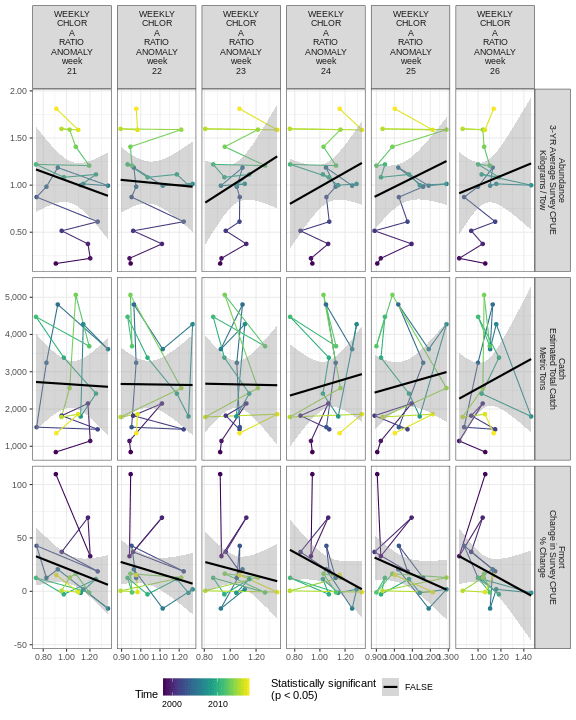 WEEKLY
CHLOR
A
RATIO
ANOMALY
week
21
WEEKLY
CHLOR
A
RATIO
ANOMALY
week
22
WEEKLY
CHLOR
A
RATIO
ANOMALY
week
23
WEEKLY
CHLOR
A
RATIO
ANOMALY
week
24
WEEKLY
CHLOR
A
RATIO
ANOMALY
week
25
WEEKLY
CHLOR
A
RATIO
ANOMALY
week
26
2.00
1.50
1.00
0.50
Abundance
3-YR Average Survey CPUE
Kilograms/Tow
5,000
4,000
3,000
2,000
1,000
Catch
Estimated Total Catch
Metric Tons
100
50
0
-50
Fmort
Change in Survey CPUE
% Change
0.80 1.00 1.20
0.90 1.00 1.10 1.20
0.80 1.00 1.20
0.80 1.00 1.20
0.900 1.000 1.100 1.200 1.300
1.00 1.20 1.40
Time
2000 2010
Statistically significant
(p < 0.05)
FALSE